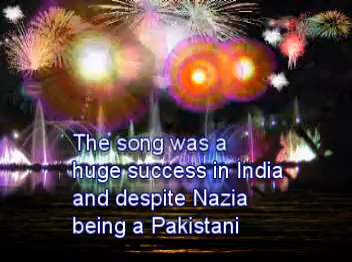 The song was a
huge success in India
and despite Nazia
being a Pakistani